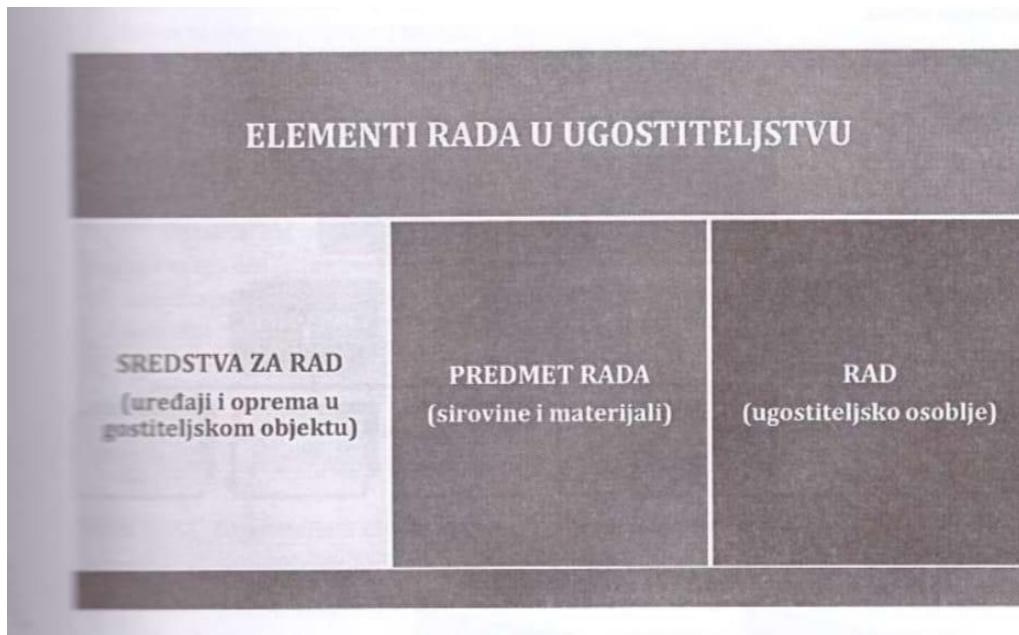 ELEMENTI RADA U UGOSTITELJSTVU
SREDSTVA ZA RAD
(uređaji i oprema u
gostiteljskom objektu)
PREDMET RADA
(sirovine i materijali)
RAD
(ugostiteljsko osoblje)